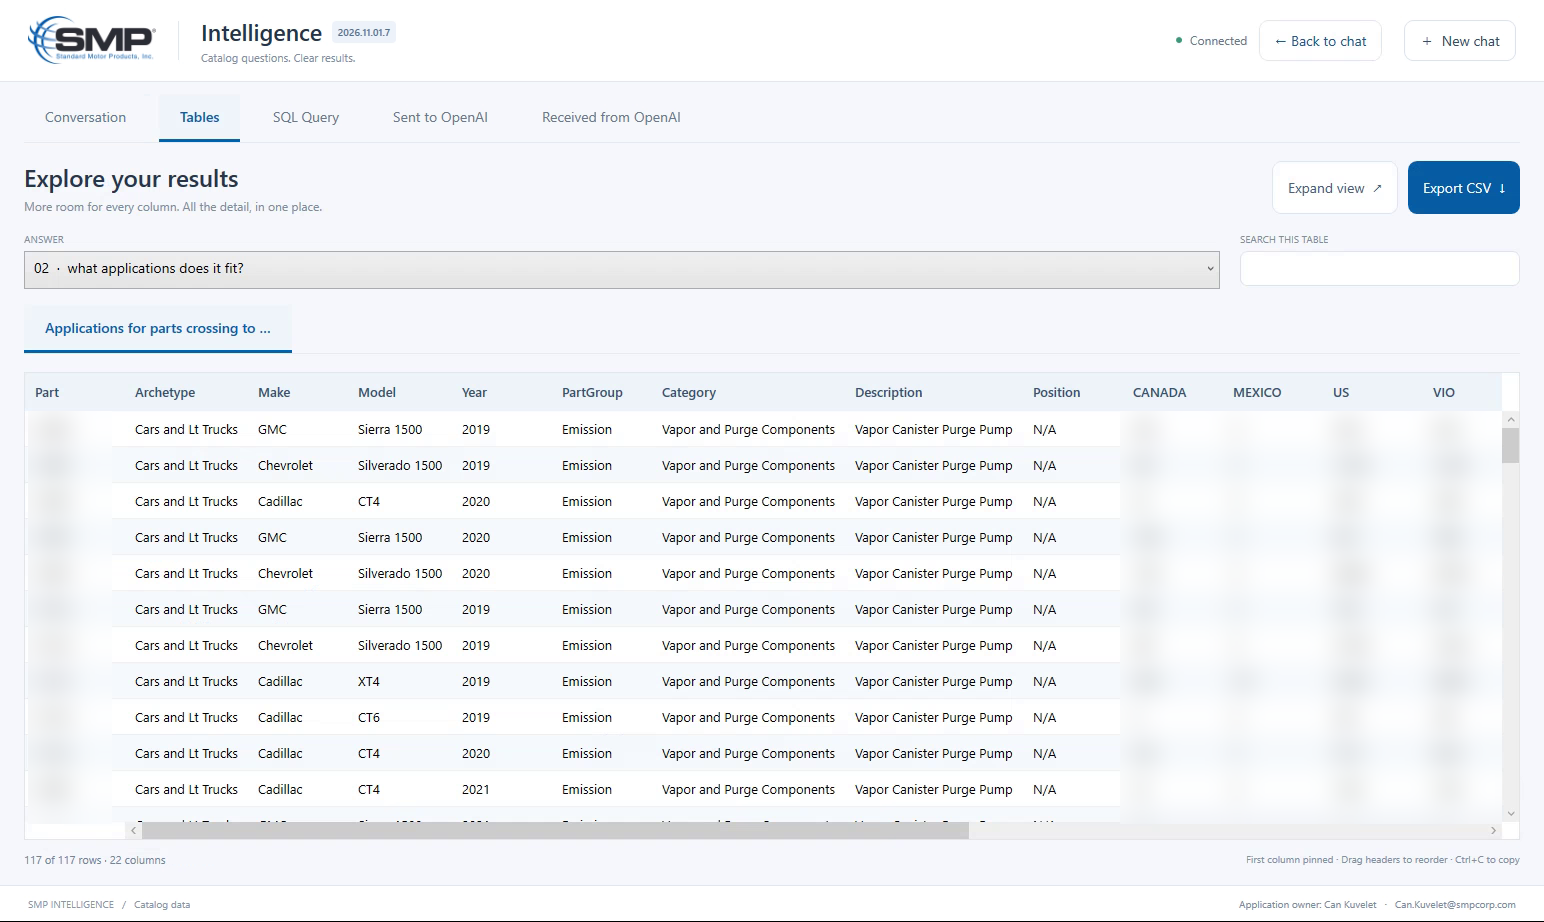 SMP®
Standard Motor Products, Inc.
Intelligence 2026.11.01.7
Catalog questions. Clear results.
Connected ← Back to chat + New chat
Conversation Tables SQL Query Sent to OpenAI Received from OpenAI
Explore your results
More room for every column. All the detail, in one place.
Expand view ↗ Export CSV ↓
ANSWER SEARCH THIS TABLE
02 · what applications does it fit?
Applications for parts crossing to ...
Part Archetype Make Model Year PartGroup Category Description Position CANADA MEXICO US VIO
Cars and Lt Trucks GMC Sierra 1500 2019 Emission Vapor and Purge Components Vapor Canister Purge Pump N/A
Cars and Lt Trucks Chevrolet Silverado 1500 2019 Emission Vapor and Purge Components Vapor Canister Purge Pump N/A
Cars and Lt Trucks Cadillac CT4 2020 Emission Vapor and Purge Components Vapor Canister Purge Pump N/A
Cars and Lt Trucks GMC Sierra 1500 2020 Emission Vapor and Purge Components Vapor Canister Purge Pump N/A
Cars and Lt Trucks Chevrolet Silverado 1500 2020 Emission Vapor and Purge Components Vapor Canister Purge Pump N/A
Cars and Lt Trucks GMC Sierra 1500 2019 Emission Vapor and Purge Components Vapor Canister Purge Pump N/A
Cars and Lt Trucks Chevrolet Silverado 1500 2019 Emission Vapor and Purge Components Vapor Canister Purge Pump N/A
Cars and Lt Trucks Cadillac XT4 2019 Emission Vapor and Purge Components Vapor Canister Purge Pump N/A
Cars and Lt Trucks Cadillac CT6 2019 Emission Vapor and Purge Components Vapor Canister Purge Pump N/A
Cars and Lt Trucks Cadillac CT4 2020 Emission Vapor and Purge Components Vapor Canister Purge Pump N/A
Cars and Lt Trucks Cadillac CT4 2021 Emission Vapor and Purge Components Vapor Canister Purge Pump N/A
117 of 117 rows · 22 columns First column pinned · Drag headers to reorder · Ctrl+C to copy
SMP INTELLIGENCE / Catalog data Application owner: Can Kuvelet · Can.Kuvelet@smpcorp.com